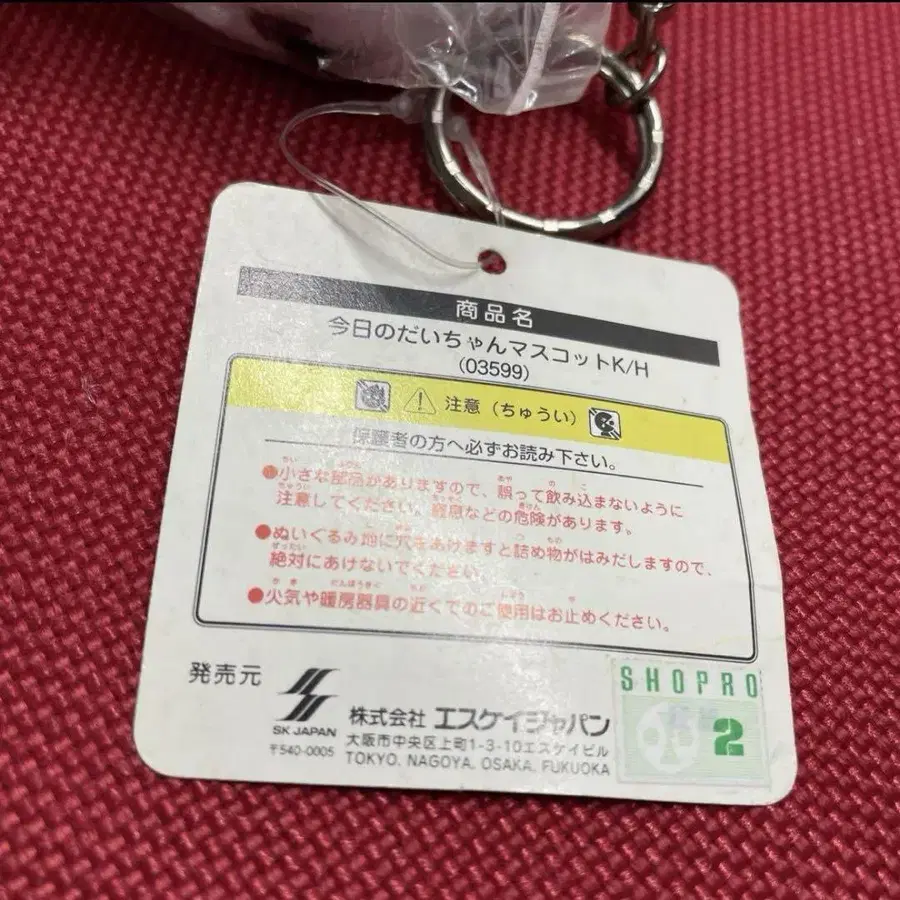 商品名
今日のだいちゃんマスコットK/H
(03599)
注意(ちゅうい)
保護者の方へ必ずお読み下さい。
●小さな部品がありますので、誤って飲み込まないように
注意してください。窒息などの危険があります。
●ぬいぐるみ地に穴をあけますと詰め物がはみだしますので、
絶対にあけないでください。
●火気や暖房器具の近くでのご使用はお止めください。
発売元
SK JAPAN
株式会社 エスケイジャパン
〒540-0005 大阪市中央区上町1-3-10エスケイビル
TOKYO, NAGOYA, OSAKA, FUKUOKA
SHOPRO
2